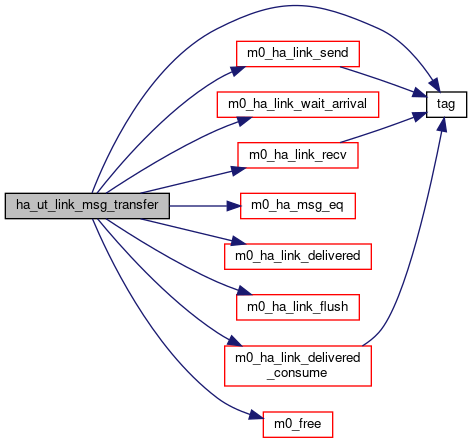 ha_ut_link_msg_transfer
m0_ha_link_send
m0_ha_link_wait_arrival
m0_ha_link_recv
m0_ha_msg_eq
m0_ha_link_delivered
m0_ha_link_flush
m0_ha_link_delivered
_consume
m0_free
tag